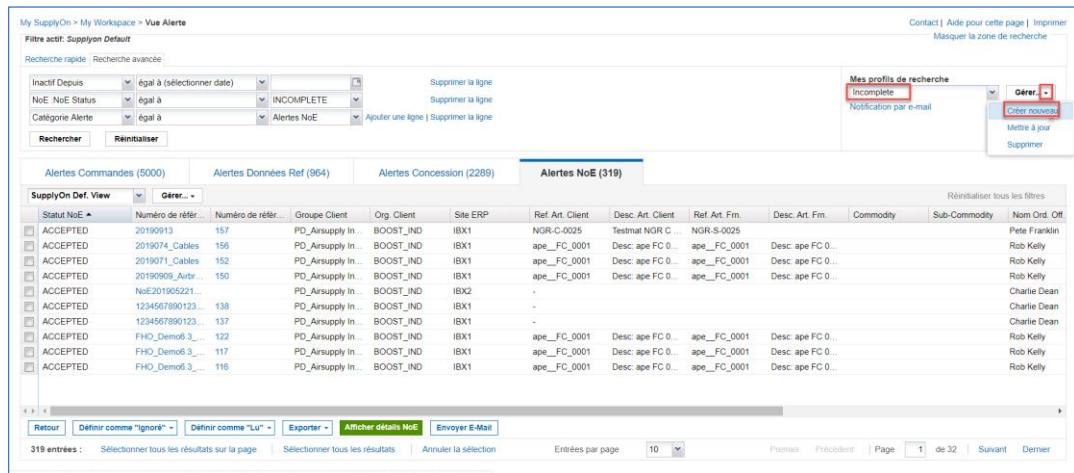 My SupplyOn > My Workspace > Vue Alerte
Contact | Aide pour cette page | Imprimer
Filtre actif: Supplyon Default
Masquer la zone de recherche
Recherche rapide Recherche avancée
Inactif Depuis égal à (sélectionner date) Supprimer la ligne
NoE :NoE Status égal à INCOMPLETE Supprimer la ligne
Catégorie Alerte égal à Alertes NoE Ajouter une ligne | Supprimer la ligne
Rechercher Réinitialiser
Mes profils de recherche
Incomplete Gérer...
Notification par e-mail
Créer nouveau
Mettre à jour
Supprimer
Alertes Commandes (5000) Alertes Données Ref (964) Alertes Concession (2289) Alertes NoE (319)
SupplyOn Def. View Gérer... Réinitialiser tous les filtres
Statut NoE Numéro de référ... Numéro de référ... Groupe Client Org. Client Site ERP Ref. Art. Client Desc. Art. Client Ref. Art. Frn. Desc. Art. Frn. Commodity Sub-Commodity Nom Ord. Off.
ACCEPTED 20190913 157 PD_Airsupply In... BOOST_IND IBX1 NGR-C-0025 Testmat NGR C ... NGR-S-0025 Pete Franklin
ACCEPTED 2019074_Cables 156 PD_Airsupply In... BOOST_IND IBX1 ape__FC_0001 Desc: ape FC 0... ape__FC_0001 Desc: ape FC 0... Rob Kelly
ACCEPTED 2019071_Cables 152 PD_Airsupply In... BOOST_IND IBX1 ape__FC_0001 Desc: ape FC 0... ape__FC_0001 Desc: ape FC 0... Rob Kelly
ACCEPTED 20190909_Airbr... 150 PD_Airsupply In... BOOST_IND IBX1 ape__FC_0001 Desc: ape FC 0... ape__FC_0001 Desc: ape FC 0... Rob Kelly
ACCEPTED NoE201905221... PD_Airsupply In... BOOST_IND IBX2 - Charlie Dean
ACCEPTED 1234567890123... 138 PD_Airsupply In... BOOST_IND IBX1 - Charlie Dean
ACCEPTED 1234567890123... 137 PD_Airsupply In... BOOST_IND IBX1 - Charlie Dean
ACCEPTED FHO_Demo6.3_... 122 PD_Airsupply In... BOOST_IND IBX1 ape__FC_0001 Desc: ape FC 0... ape__FC_0001 Desc: ape FC 0... Rob Kelly
ACCEPTED FHO_Demo6.3_... 117 PD_Airsupply In... BOOST_IND IBX1 ape__FC_0001 Desc: ape FC 0... ape__FC_0001 Desc: ape FC 0... Rob Kelly
ACCEPTED FHO_Demo6.3_... 116 PD_Airsupply In... BOOST_IND IBX1 ape__FC_0001 Desc: ape FC 0... ape__FC_0001 Desc: ape FC 0... Rob Kelly
Retour Définir comme "Ignoré" Définir comme "Lu" Exporter Afficher détails NoE Envoyer E-Mail
319 entrées : Sélectionner tous les résultats sur la page | Sélectionner tous les résultats | Annuler la sélection Entrées par page 10 Premier Précédent | Page 1 de 32 | Suivant Dernier